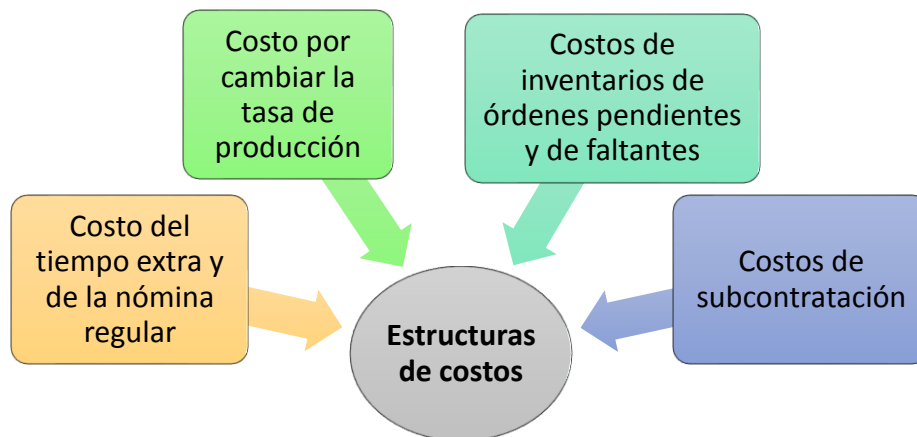 Costo por
cambiar la
tasa de
producción
Costos de
inventarios de
órdenes pendientes
y de faltantes
Costo del
tiempo extra y
de la nómina
regular
Costos de
subcontratación
Estructuras
de costos